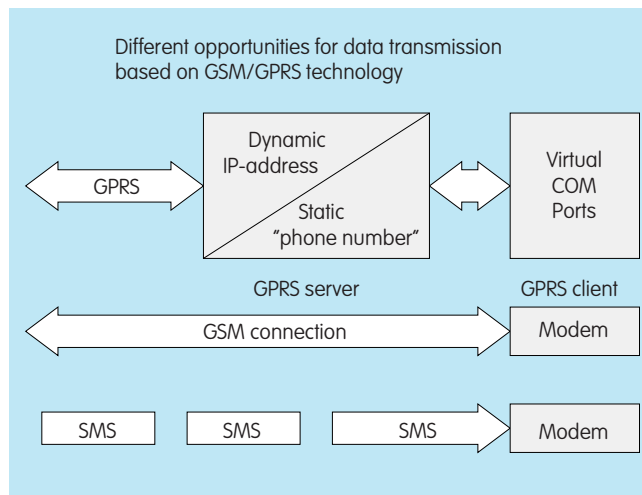 Different opportunities for data transmission
based on GSM/GPRS technology
GPRS
Dynamic
IP-address
Static
"phone number"
Virtual
COM
Ports
GPRS server
GPRS client
GSM connection
Modem
SMS
SMS
SMS
Modem